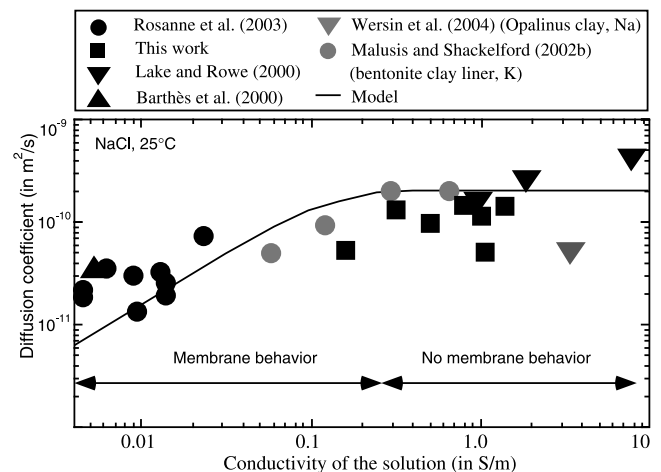 Rosanne et al. (2003)
This work
Lake and Rowe (2000)
Barthès et al. (2000)
Wersin et al. (2004) (Opalinus clay, Na)
Malusis and Shackelford (2002b)
(bentonite clay liner, K)
Model
Diffusion coefficient (in m²/s)
10⁻⁹
10⁻¹⁰
10⁻¹¹
NaCl, 25°C
Membrane behavior
No membrane behavior
0.01 0.1 1.0 10
Conductivity of the solution (in S/m)